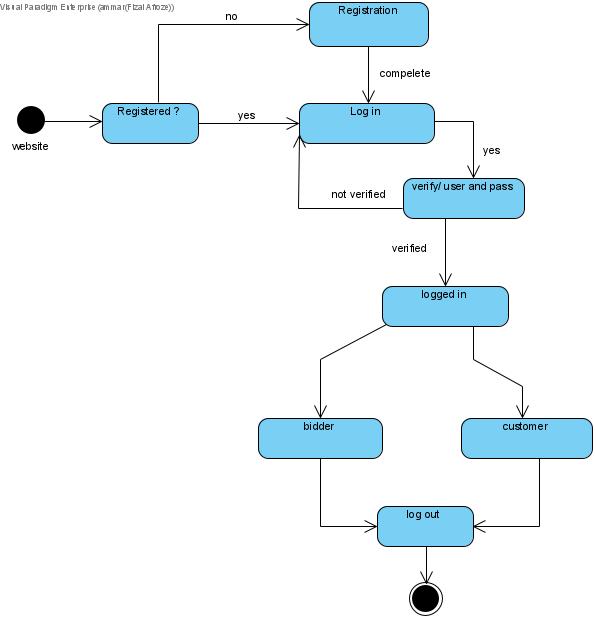 Visual Paradigm Enterprise (ammar(Fizal Afroze))
no
Registration
compelete
Registered ?
yes
Log in
website
yes
verify/ user and pass
not verified
verified
logged in
bidder
customer
log out